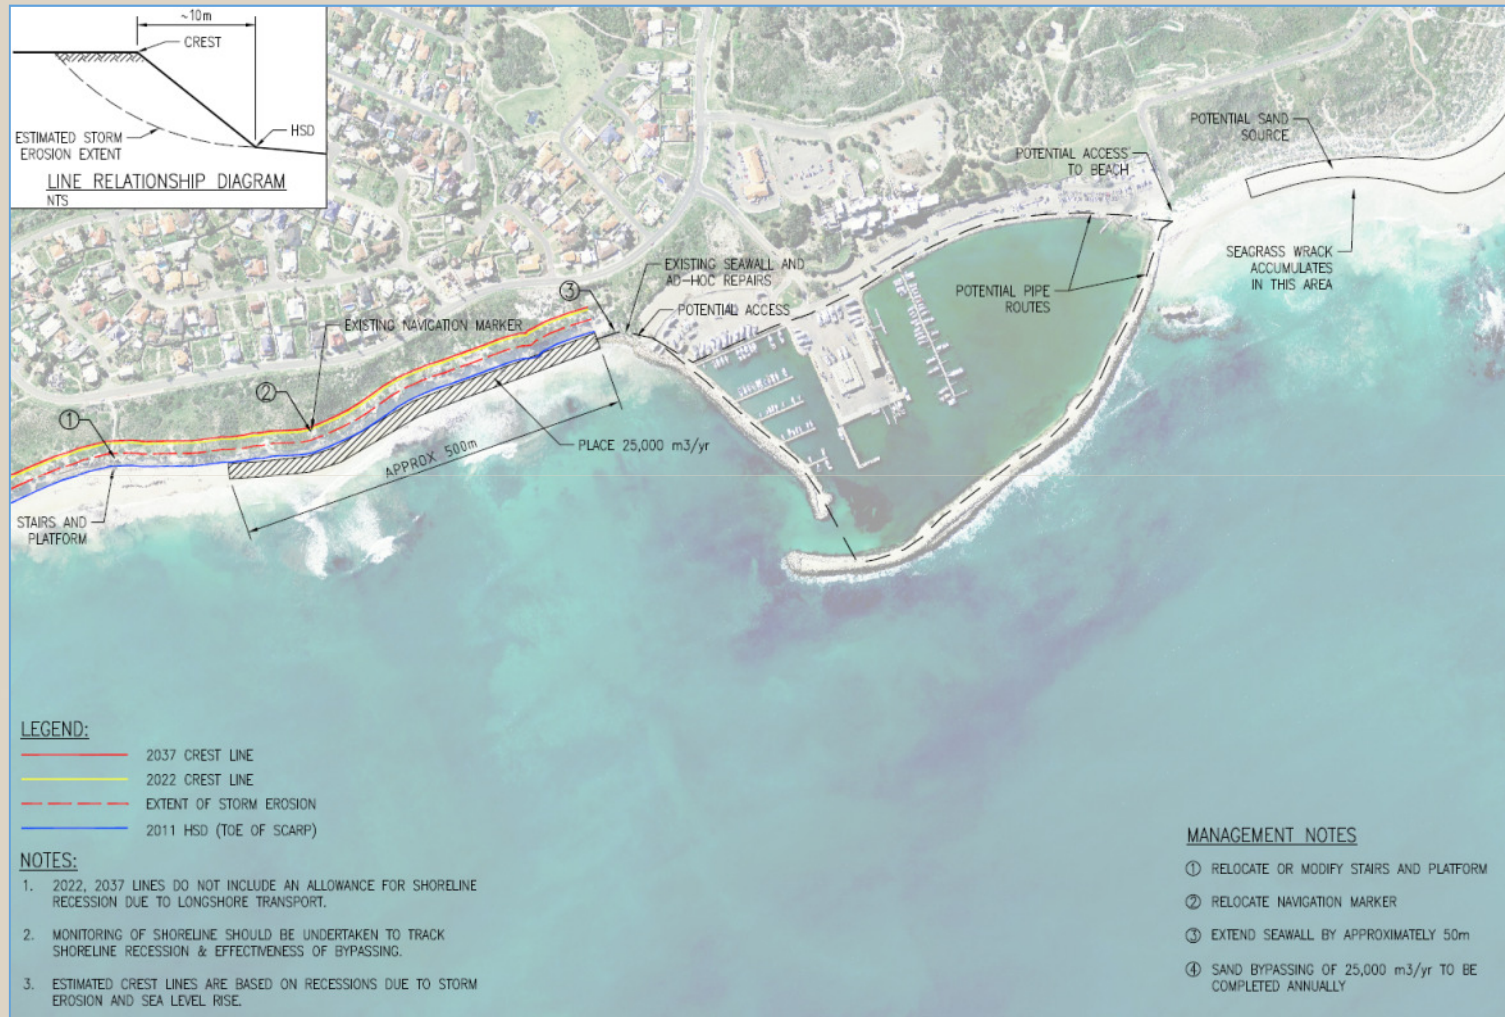 ~10m
CREST
HSD
ESTIMATED STORM
EROSION EXTENT
LINE RELATIONSHIP DIAGRAM
NTS
POTENTIAL SAND
SOURCE
POTENTIAL ACCESS
TO BEACH
SEAGRASS WRACK
ACCUMULATES
IN THIS AREA
EXISTING SEAWALL AND
AD-HOC REPAIRS
POTENTIAL PIPE
ROUTES
3
POTENTIAL ACCESS
EXISTING NAVIGATION MARKER
2
1
PLACE 25,000 m3/yr
APPROX 500m
STAIRS AND
PLATFORM
LEGEND:
2037 CREST LINE
2022 CREST LINE
EXTENT OF STORM EROSION
2011 HSD (TOE OF SCARP)
NOTES:
1. 2022, 2037 LINES DO NOT INCLUDE AN ALLOWANCE FOR SHORELINE
RECESSION DUE TO LONGSHORE TRANSPORT.
2. MONITORING OF SHORELINE SHOULD BE UNDERTAKEN TO TRACK
SHORELINE RECESSION & EFFECTIVENESS OF BYPASSING.
3. ESTIMATED CREST LINES ARE BASED ON RECESSIONS DUE TO STORM
EROSION AND SEA LEVEL RISE.
MANAGEMENT NOTES
1 RELOCATE OR MODIFY STAIRS AND PLATFORM
2 RELOCATE NAVIGATION MARKER
3 EXTEND SEAWALL BY APPROXIMATELY 50m
4 SAND BYPASSING OF 25,000 m3/yr TO BE
COMPLETED ANNUALLY